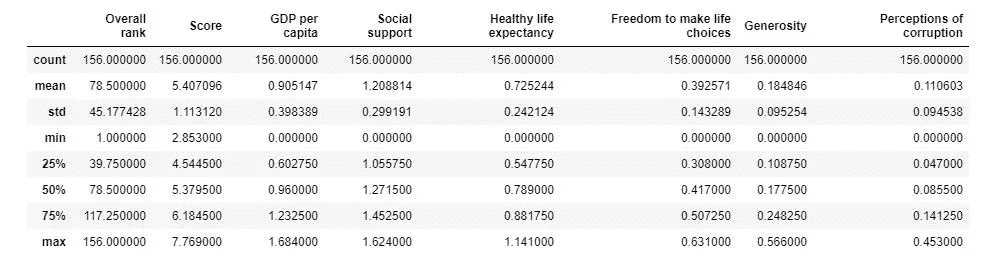 Overall rank Score GDP per capita Social support Healthy life expectancy Freedom to make life choices Generosity Perceptions of corruption
count 156.000000 156.000000 156.000000 156.000000 156.000000 156.000000 156.000000 156.000000
mean 78.500000 5.407096 0.905147 1.208814 0.725244 0.392571 0.184846 0.110603
std 45.177428 1.113120 0.398389 0.299191 0.242124 0.143289 0.095254 0.094538
min 1.000000 2.853000 0.000000 0.000000 0.000000 0.000000 0.000000 0.000000
25% 39.750000 4.544500 0.602750 1.055750 0.547750 0.308000 0.108750 0.047000
50% 78.500000 5.379500 0.960000 1.271500 0.789000 0.417000 0.177500 0.085500
75% 117.250000 6.184500 1.232500 1.452500 0.881750 0.507250 0.248250 0.141250
max 156.000000 7.769000 1.684000 1.624000 1.141000 0.631000 0.566000 0.453000